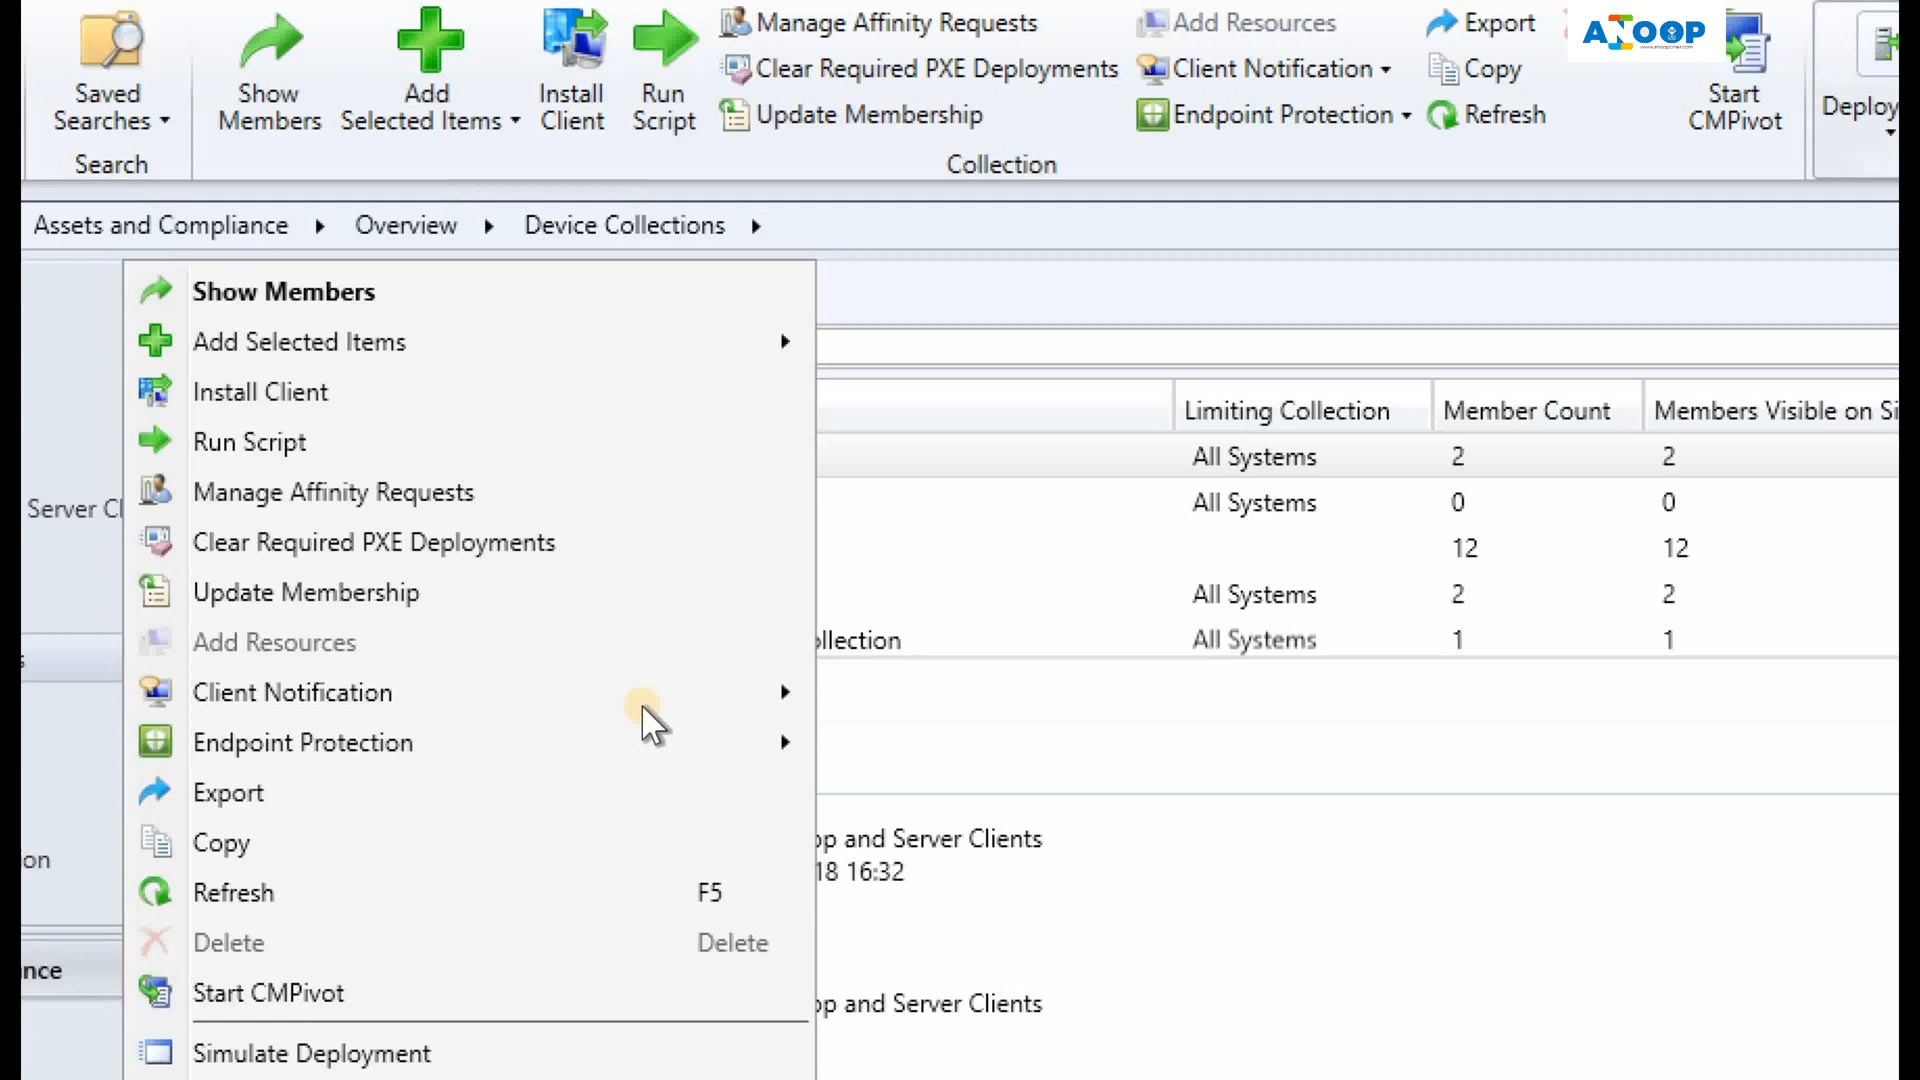 Manage Affinity Requests
Add Resources
Export
ANOOP
Clear Required PXE Deployments
Client Notification
Copy
Saved
Searches
Show
Members
Add
Selected Items
Install
Client
Run
Script
Update Membership
Endpoint Protection
Refresh
Start
CMPivot
Deploy
Search
Collection
Assets and Compliance
Overview
Device Collections
Show Members
Add Selected Items
Install Client
Run Script
Manage Affinity Requests
Clear Required PXE Deployments
Update Membership
Add Resources
Client Notification
Endpoint Protection
Export
Copy
Refresh F5
Delete Delete
Start CMPivot
Simulate Deployment
Limiting Collection Member Count Members Visible on Si
All Systems 2 2
All Systems 0 0
12 12
All Systems 2 2
ollection All Systems 1 1
Server Cl
on
nce
op and Server Clients
18 16:32
op and Server Clients